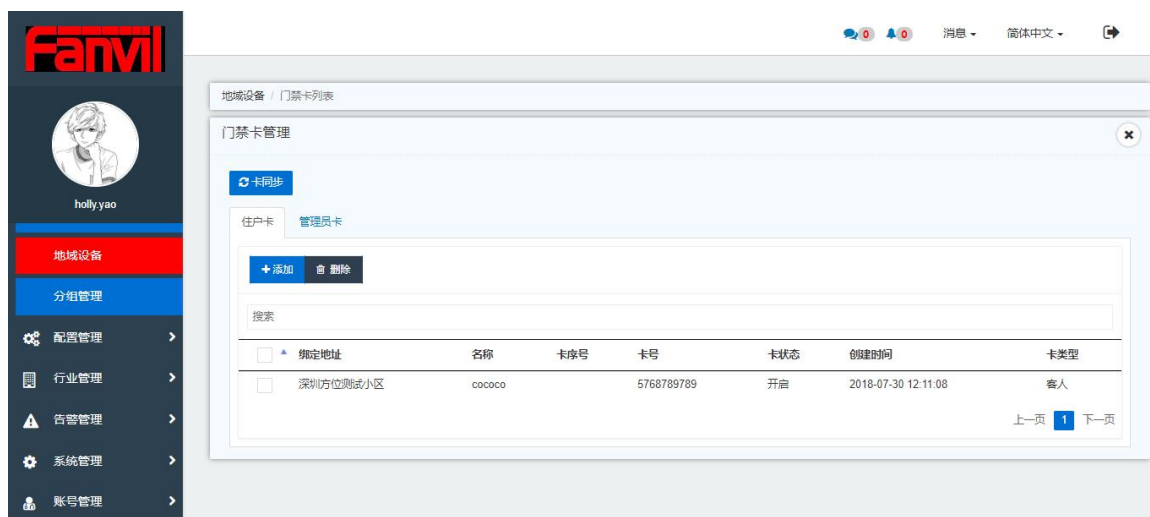 Fanvil
0 0 消息 简体中文
地域设备 / 门禁卡列表
门禁卡管理
holly.yao
卡同步
住户卡 管理员卡
地域设备
分组管理
配置管理
行业管理
告警管理
系统管理
账号管理
+添加 删除
搜索
绑定地址 名称 卡序号 卡号 卡状态 创建时间 卡类型
深圳方位测试小区 cococo 5768789789 开启 2018-07-30 12:11:08 客人
上一页 1 下一页